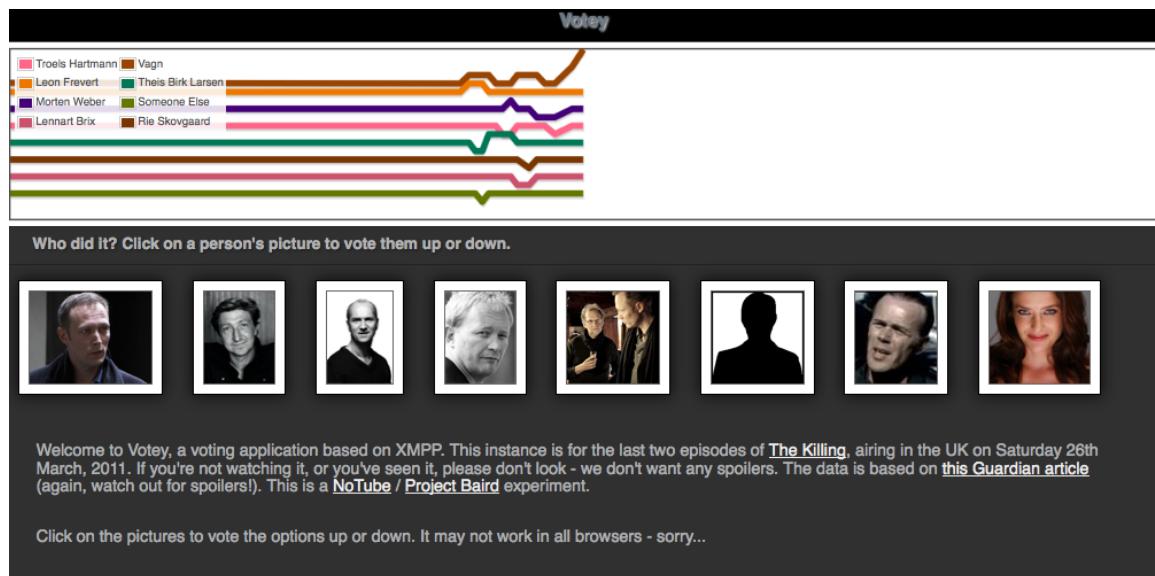 Votey
Troels Hartmann Vagn
Leon Frevert Theis Birk Larsen
Morten Weber Someone Else
Lennart Brix Rie Skovgaard
Who did it? Click on a person's picture to vote them up or down.
Welcome to Votey, a voting application based on XMPP. This instance is for the last two episodes of The Killing, airing in the UK on Saturday 26th
March, 2011. If you're not watching it, or you've seen it, please don't look - we don't want any spoilers. The data is based on this Guardian article
(again, watch out for spoilers!). This is a NoTube / Project Baird experiment.
Click on the pictures to vote the options up or down. It may not work in all browsers - sorry...